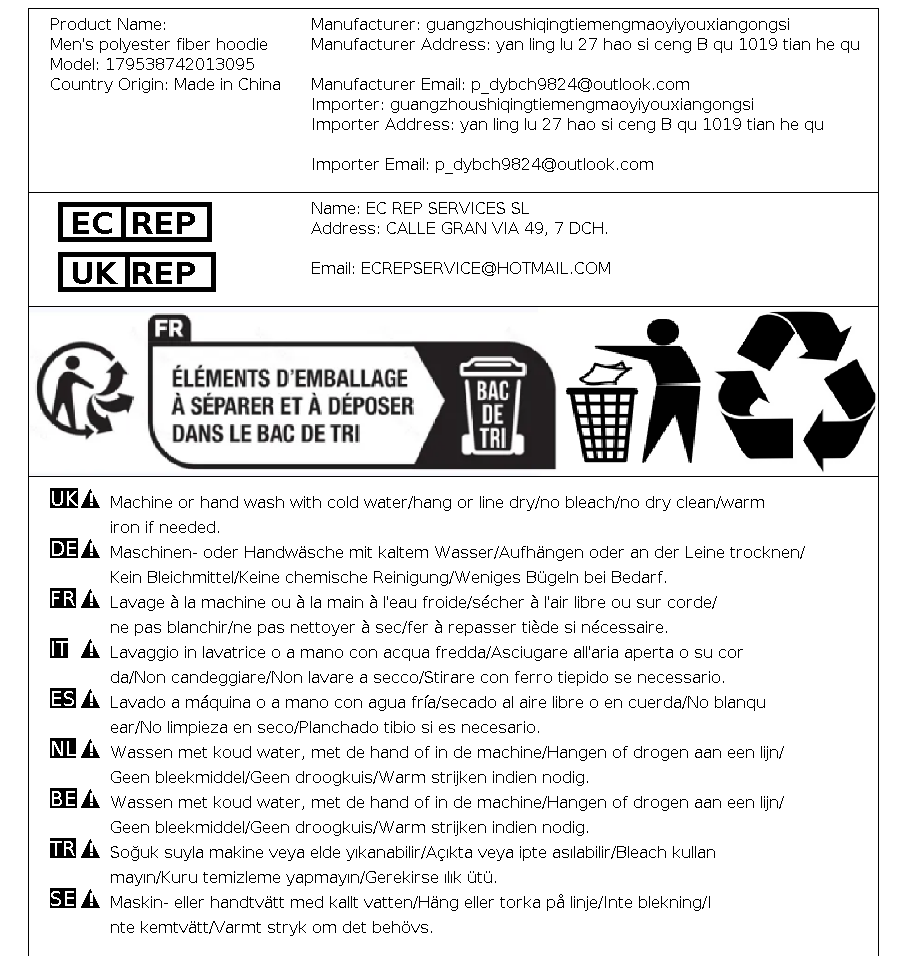 Product Name:
Men's polyester fiber hoodie
Model: 179538742013095
Country Origin: Made in China
Manufacturer: guangzhoushiqingtiemengmaoyiyouxiangongsi
Manufacturer Address: yan ling lu 27 hao si ceng B qu 1019 tian he qu
Manufacturer Email: p_dybch9824@outlook.com
Importer: guangzhoushiqingtiemengmaoyiyouxiangongsi
Importer Address: yan ling lu 27 hao si ceng B qu 1019 tian he qu
Importer Email: p_dybch9824@outlook.com
EC REP
UK REP
Name: EC REP SERVICES SL
Address: CALLE GRAN VIA 49, 7 DCH.
Email: ECREPSERVICE@HOTMAIL.COM
FR
ÉLÉMENTS D'EMBALLAGE
À SÉPARER ET À DÉPOSER
DANS LE BAC DE TRI
BAC
DE
TRI
UK Machine or hand wash with cold water/hang or line dry/no bleach/no dry clean/warm
iron if needed.
DE Maschinen- oder Handwäsche mit kaltem Wasser/Aufhängen oder an der Leine trocknen/
Kein Bleichmittel/Keine chemische Reinigung/Weniges Bügeln bei Bedarf.
FR Lavage à la machine ou à la main à l'eau froide/sécher à l'air libre ou sur corde/
ne pas blanchir/ne pas nettoyer à sec/fer à repasser tiède si nécessaire.
IT Lavaggio in lavatrice o a mano con acqua fredda/Asciugare all'aria aperta o su cor
da/Non candeggiare/Non lavare a secco/Stirare con ferro tiepido se necessario.
ES Lavado a máquina o a mano con agua fría/secado al aire libre o en cuerda/No blanqu
ear/No limpieza en seco/Planchado tibio si es necesario.
NL Wassen met koud water, met de hand of in de machine/Hangen of drogen aan een lijn/
Geen bleekmiddel/Geen droogkuis/Warm strijken indien nodig.
BE Wassen met koud water, met de hand of in de machine/Hangen of drogen aan een lijn/
Geen bleekmiddel/Geen droogkuis/Warm strijken indien nodig.
TR Soğuk suyla makine veya elde yıkanabilir/Açıkta veya ipte asılabilir/Bleach kullan
mayın/Kuru temizleme yapmayın/Gerekirse ılık ütü.
SE Maskin- eller handtvätt med kallt vatten/Häng eller torka på linje/Inte blekning/I
nte kemtvätt/Varmt stryk om det behövs.